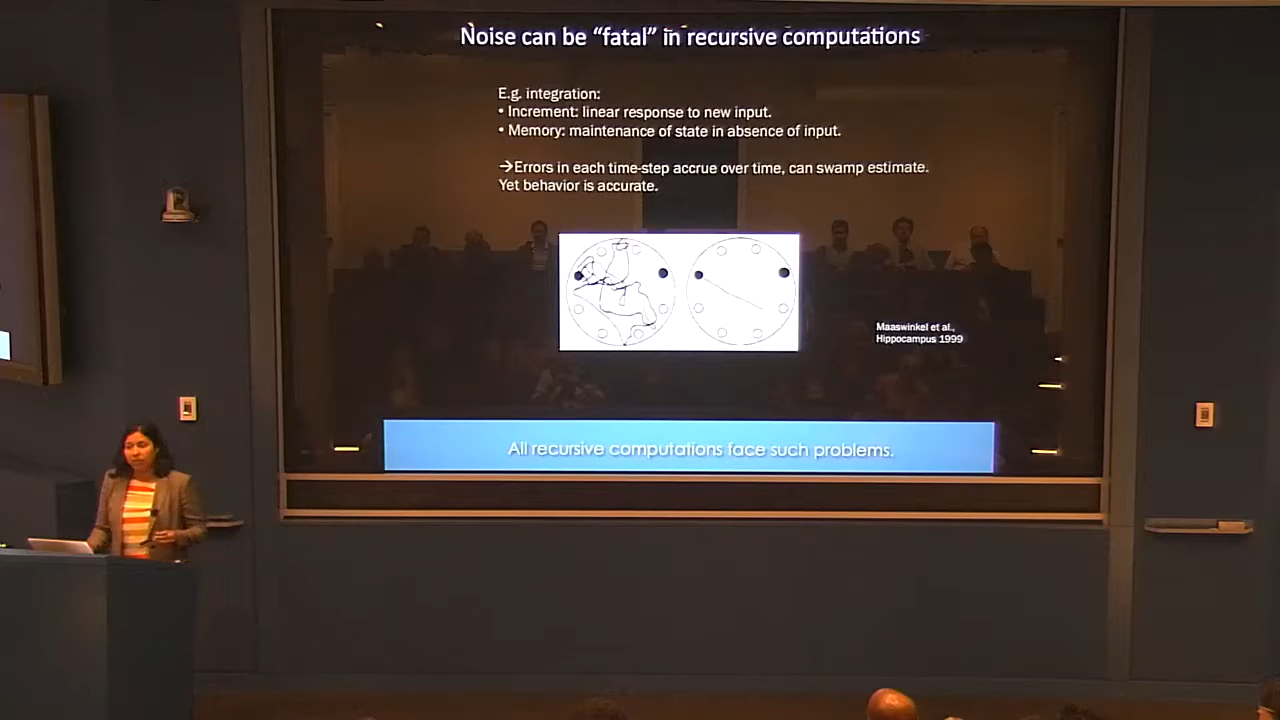 Noise can be “fatal” in recursive computations
E.g. integration:
• Increment: linear response to new input.
• Memory: maintenance of state in absence of input.
→Errors in each time-step accrue over time, can swamp estimate.
Yet behavior is accurate.
Maaswinkel et al.,
Hippocampus 1999
All recursive computations face such problems.